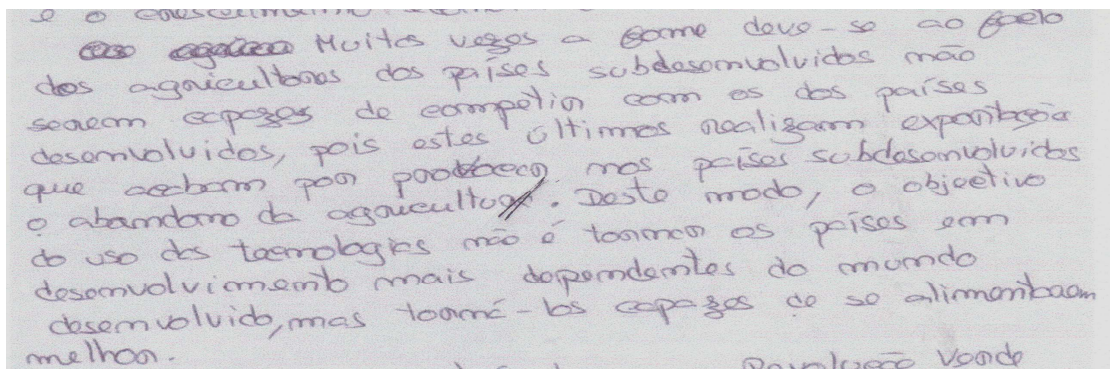 e o crescimento
Muitas vezes a fome deve-se ao facto
dos agricultores dos países subdesenvolvidos não
serem capazes de competir com os dos países
desenvolvidos, pois estes últimos realizam exportação
que acabam por provocar nos países subdesenvolvidos
o abandono da agricultura. Deste modo, o objectivo
do uso das tecnologias não é tornar os países em
desenvolvimento mais dependentes do mundo
desenvolvido, mas torná-los capazes de se alimentarem
melhor.
Revolução Verde